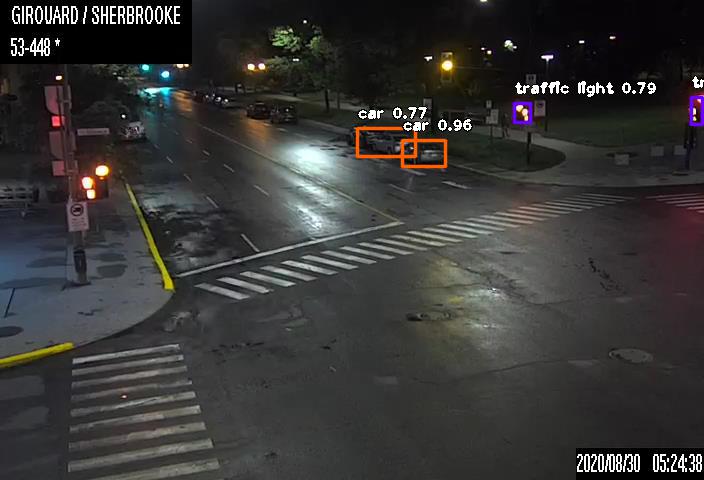 GIROUARD / SHERBROOKE
53-448 *
traffic light 0.79
tr
car 0.77
car 0.96
2020/08/30 05:24:38